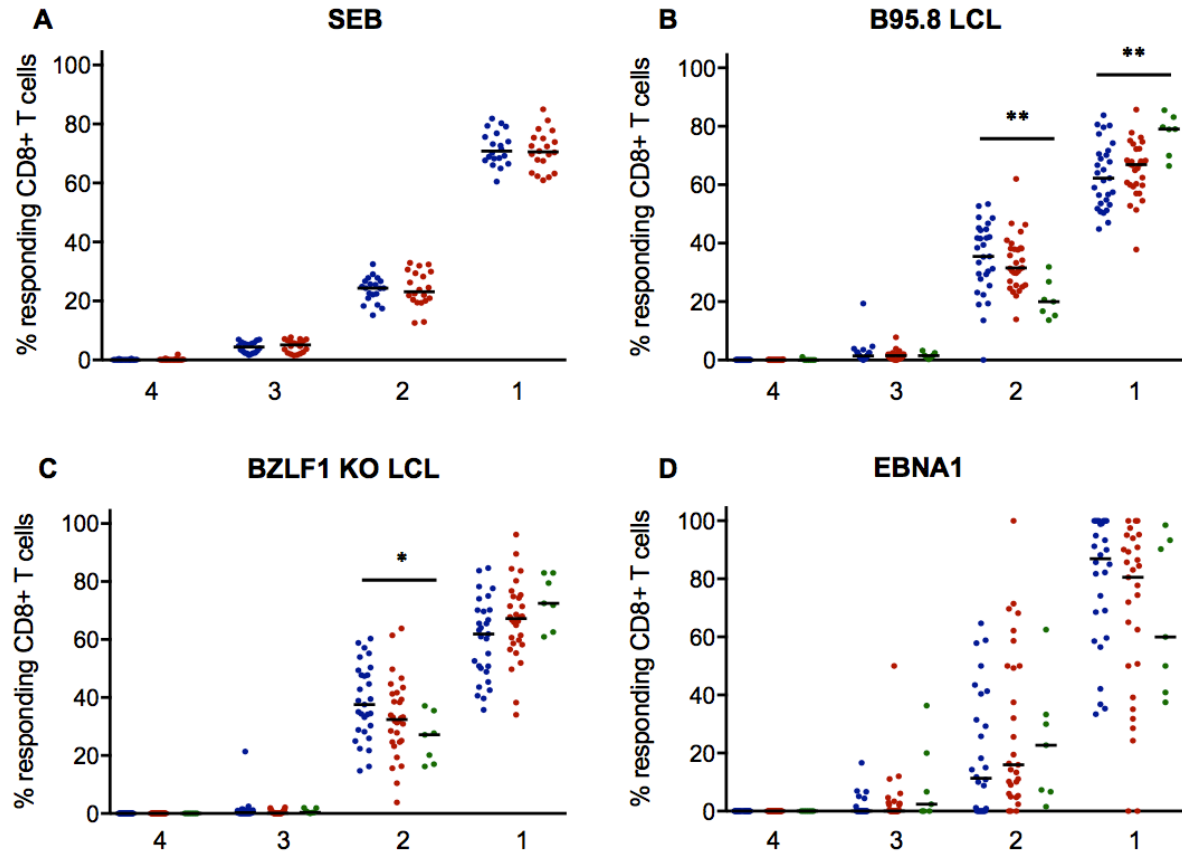 A
SEB
% responding CD8+ T cells
100
80
60
40
20
0
4 3 2 1
B
B95.8 LCL
% responding CD8+ T cells
100
80
60
40
20
0
**
**
4 3 2 1
C
BZLF1 KO LCL
% responding CD8+ T cells
100
80
60
40
20
0
*
4 3 2 1
D
EBNA1
% responding CD8+ T cells
100
80
60
40
20
0
4 3 2 1